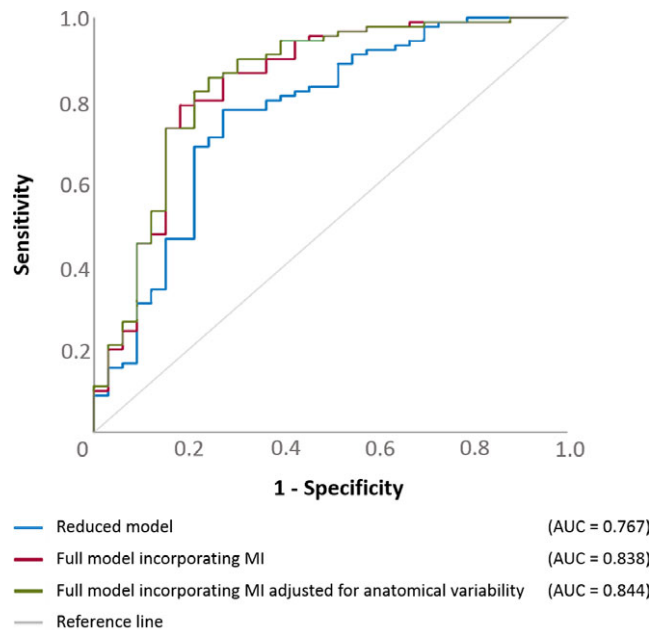 1.0
0.8
0.6
0.4
0.2
Sensitivity
0 0.2 0.4 0.6 0.8 1.0
1 - Specificity
Reduced model (AUC = 0.767)
Full model incorporating MI (AUC = 0.838)
Full model incorporating MI adjusted for anatomical variability (AUC = 0.844)
Reference line